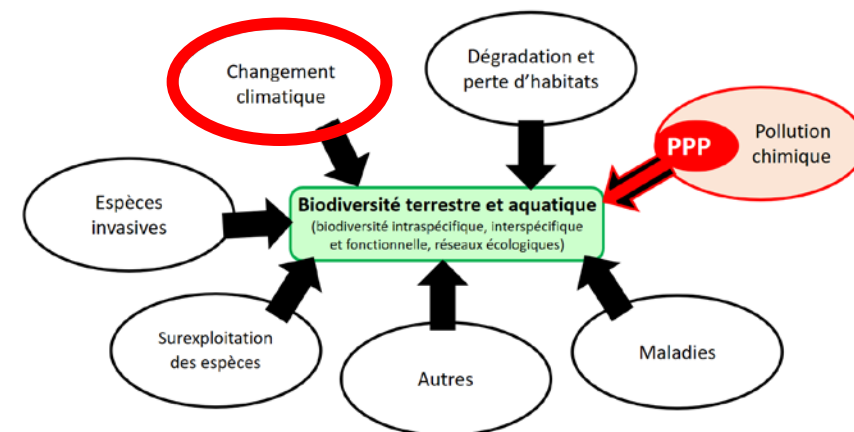 Changement
climatique
Dégradation et
perte d'habitats
PPP
Pollution
chimique
Espèces
invasives
Biodiversité terrestre et aquatique
(biodiversité intraspécifique, interspécifique
et fonctionnelle, réseaux écologiques)
Surexploitation
des espèces
Autres
Maladies